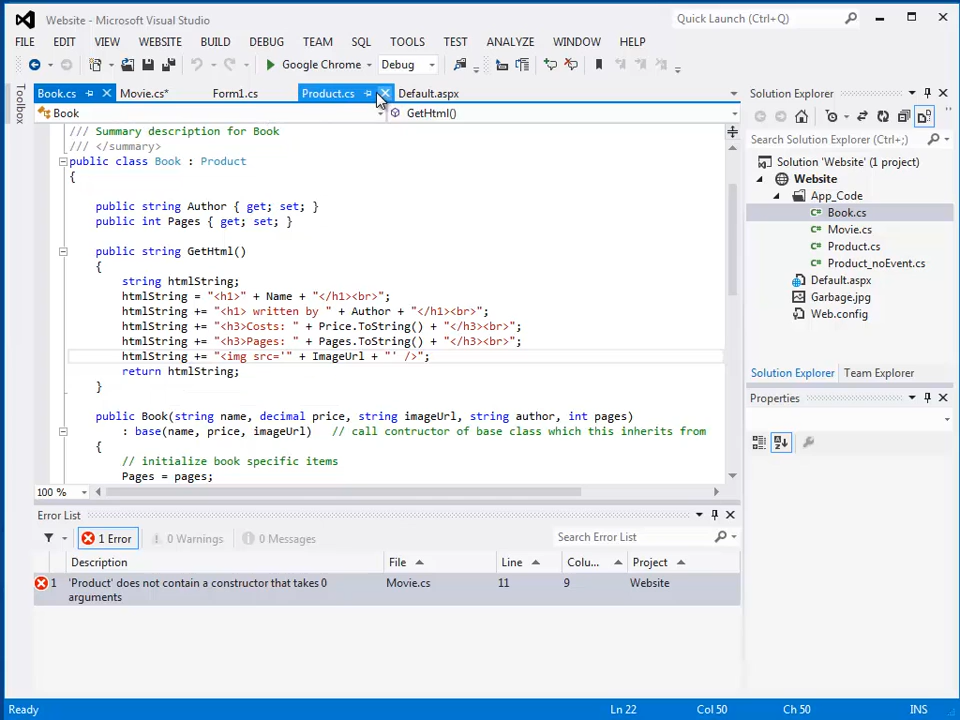 Website - Microsoft Visual Studio
Quick Launch (Ctrl+Q)
FILE EDIT VIEW WEBSITE BUILD DEBUG TEAM SQL TOOLS TEST ANALYZE WINDOW HELP
Google Chrome Debug
Toolbox
Book.cs Movie.cs* Form1.cs Product.cs Default.aspx
Book GetHtml()
/// Summary description for Book
/// </summary>
public class Book : Product
{
public string Author { get; set; }
public int Pages { get; set; }
public string GetHtml()
{
string htmlString;
htmlString = "<h1>" + Name + "</h1><br>";
htmlString += "<h1> written by " + Author + "</h1><br>";
htmlString += "<h3>Costs: " + Price.ToString() + "</h3><br>";
htmlString += "<h3>Pages: " + Pages.ToString() + "</h3><br>";
htmlString += "<img src='" + ImageUrl + "' />";
return htmlString;
}
public Book(string name, decimal price, string imageUrl, string author, int pages)
: base(name, price, imageUrl) // call contructor of base class which this inherits from
{
// initialize book specific items
Pages = pages;
100 %
Solution Explorer
Search Solution Explorer (Ctrl+;)
Solution 'Website' (1 project)
Website
App_Code
Book.cs
Movie.cs
Product.cs
Product_noEvent.cs
Default.aspx
Garbage.jpg
Web.config
Solution Explorer Team Explorer
Properties
Error List
1 Error 0 Warnings 0 Messages
Search Error List
Description File Line Colu... Project
1 'Product' does not contain a constructor that takes 0 Movie.cs 11 9 Website
arguments
Ready Ln 22 Col 50 Ch 50 INS